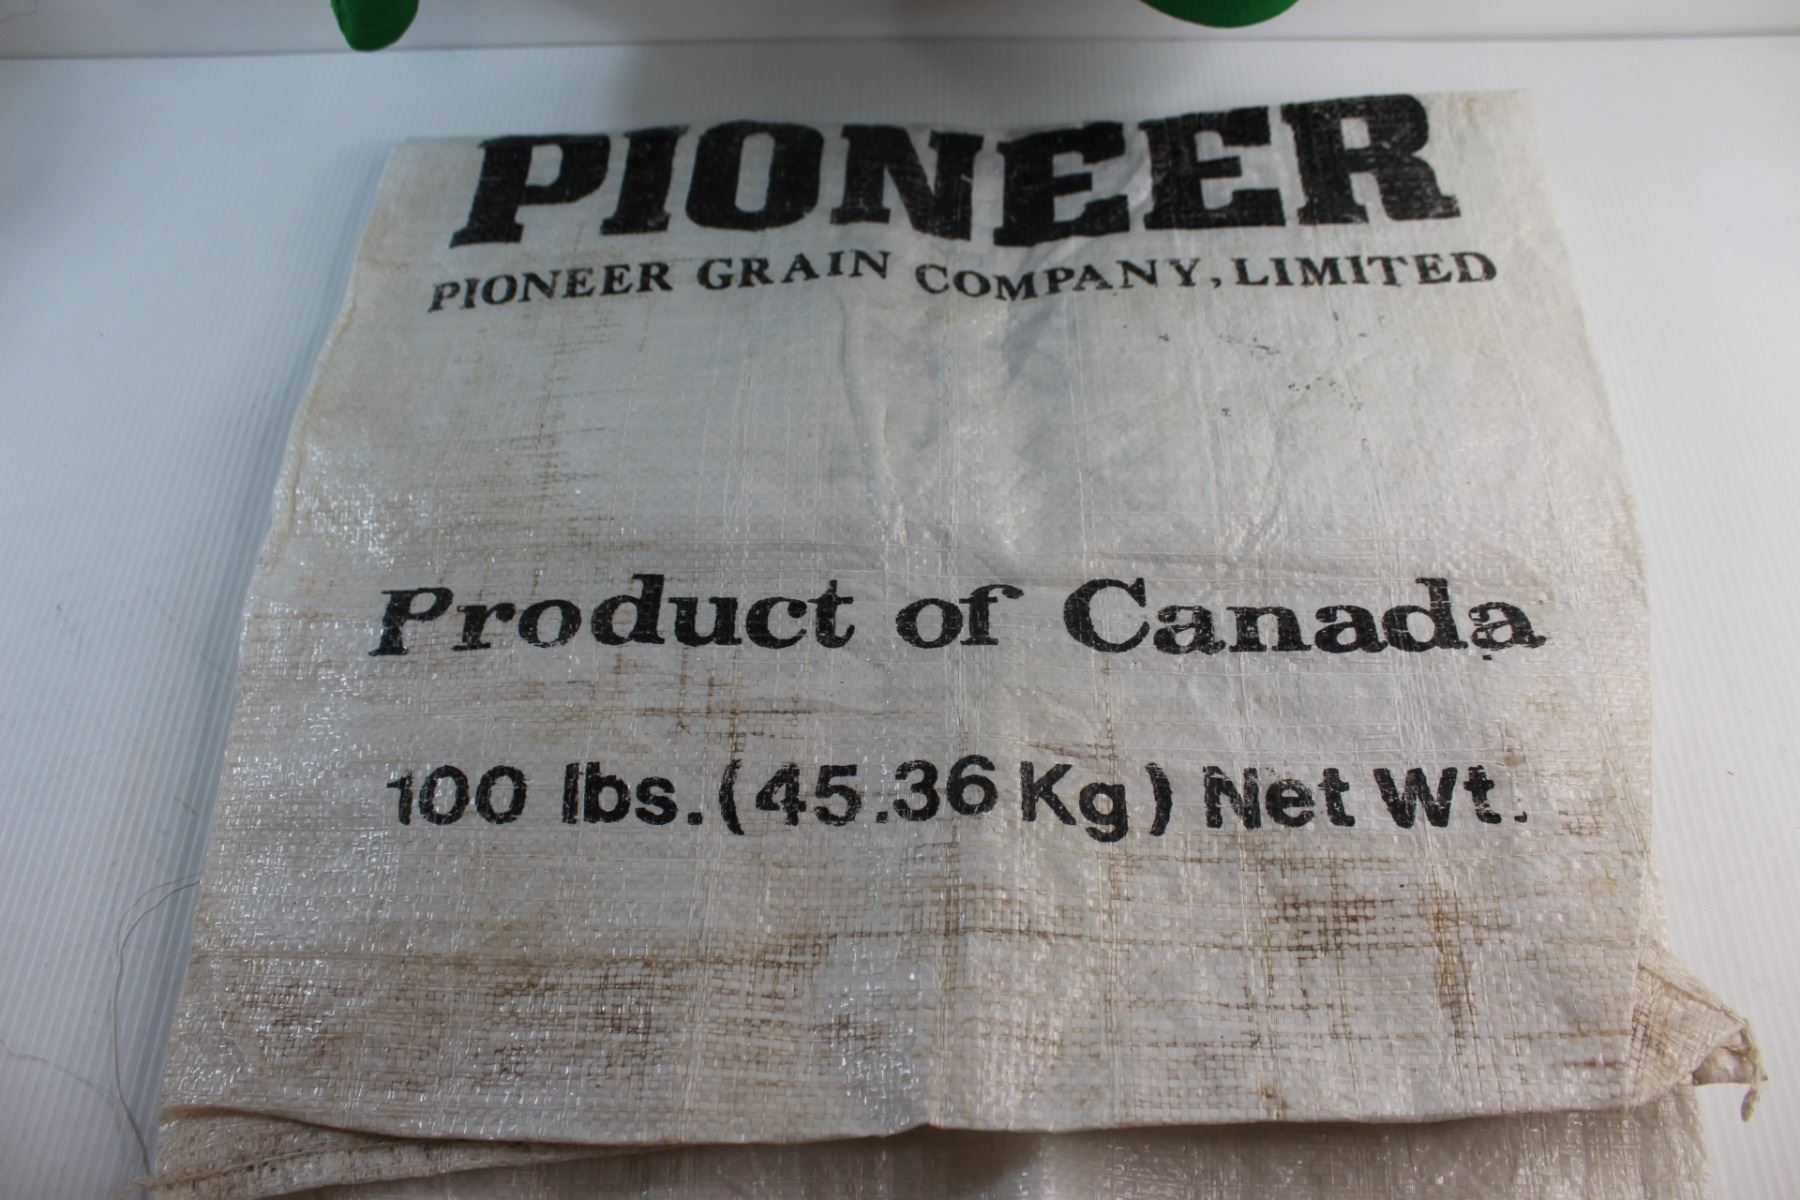 PIONEER
PIONEER GRAIN COMPANY, LIMITED
Product of Canada
100 lbs. (45.36 Kg) Net Wt.